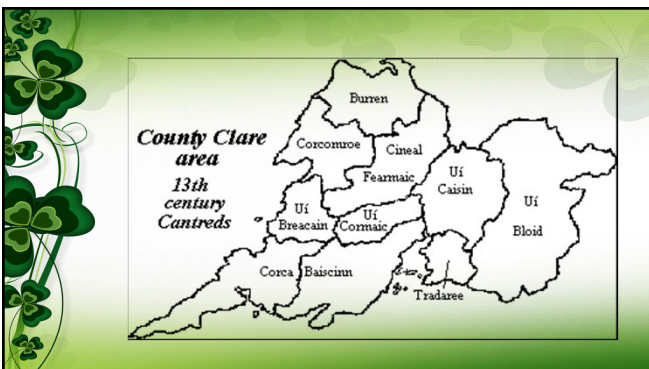 County Clare
area
13th
century
Cantreds
Burren
Corcomroe
Cineal
Fearmaic
Uí
Caisin
Uí
Bloid
Uí
Breacain
Uí
Cormaic
Corca Baiscinn
Tradaree